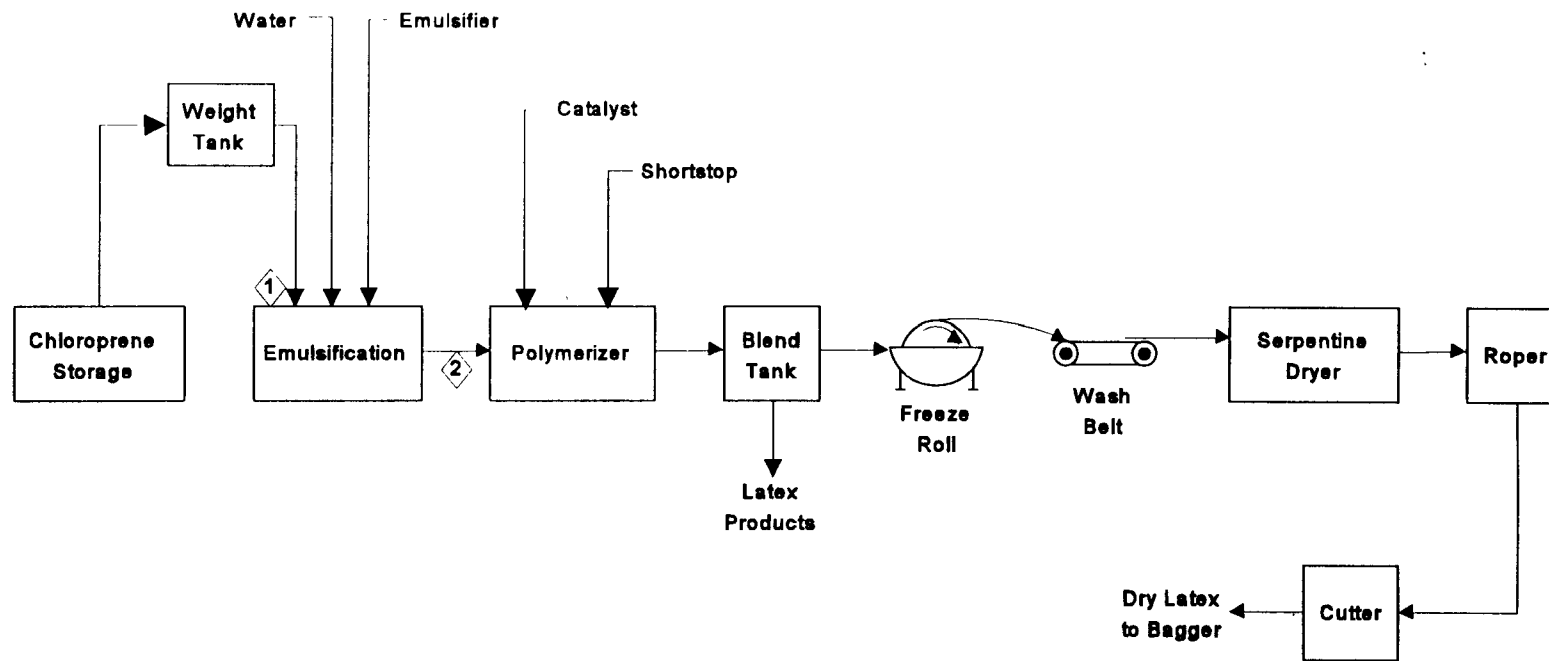 Water
Emulsifier
Weight
Tank
Catalyst
Shortstop
1
Chloroprene
Storage
Emulsification
2
Polymerizer
Blend
Tank
Freeze
Roll
Wash
Belt
Serpentine
Dryer
Roper
Latex
Products
Dry Latex
to Bagger
Cutter